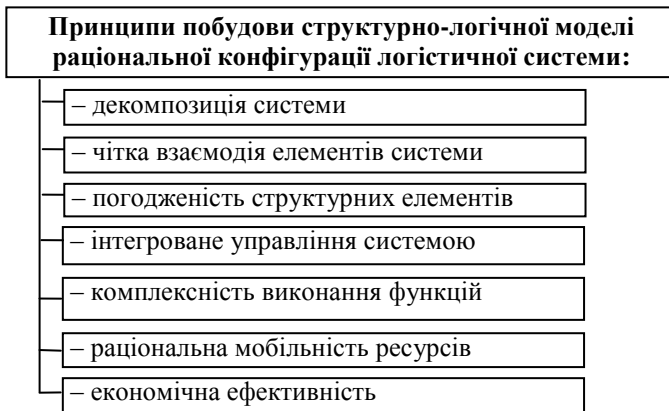 Принципи побудови структурно-логічної моделі
раціональної конфігурації логістичної системи:
– декомпозиція системи
– чітка взаємодія елементів системи
– погодженість структурних елементів
– інтегроване управління системою
– комплексність виконання функцій
– раціональна мобільність ресурсів
– економічна ефективність